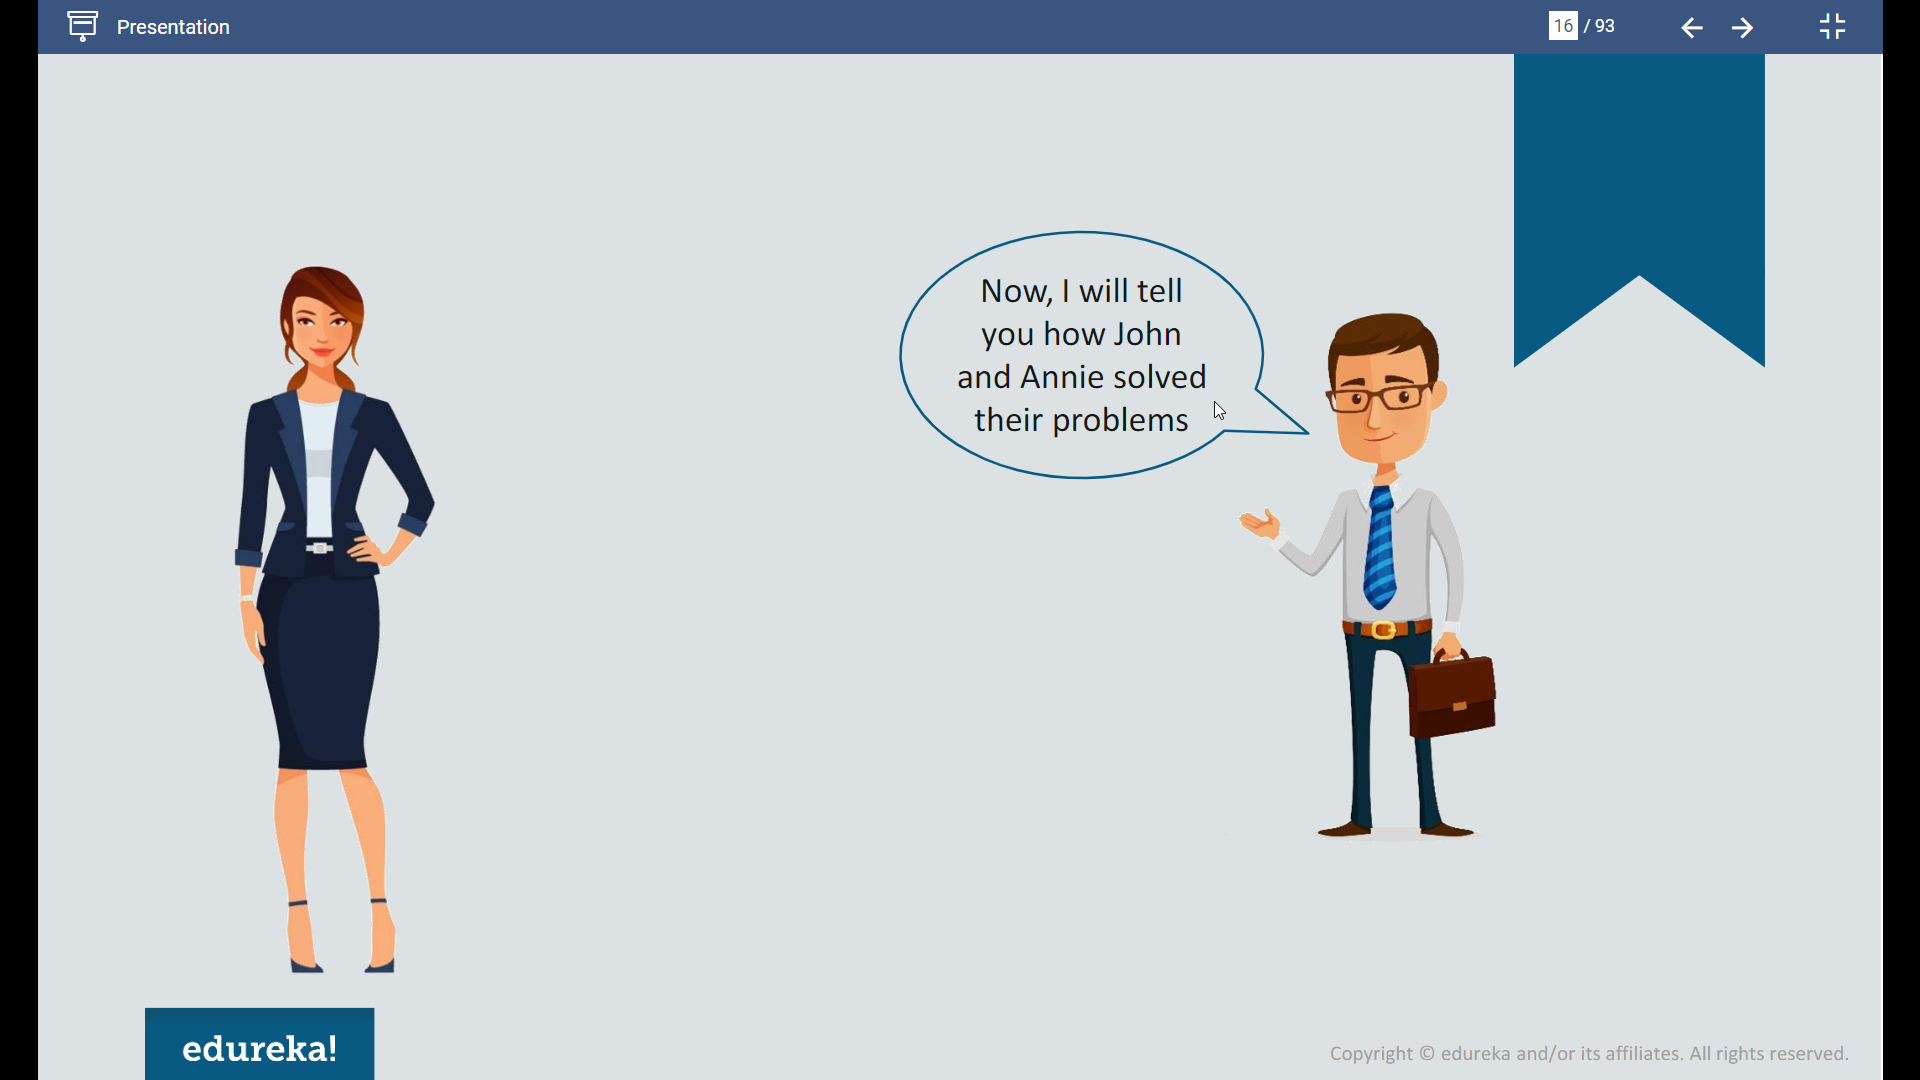 Presentation
16 / 93
Now, I will tell
you how John
and Annie solved
their problems
edureka!
Copyright © edureka and/or its affiliates. All rights reserved.